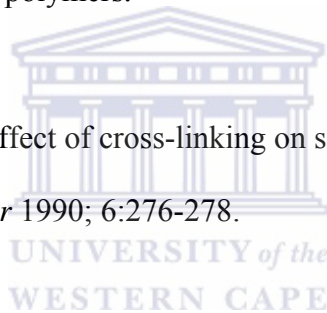 polymers.
ffect of cross-linking on s
r 1990; 6:276-278.
UNIVERSITY of the
WESTERN CAPE